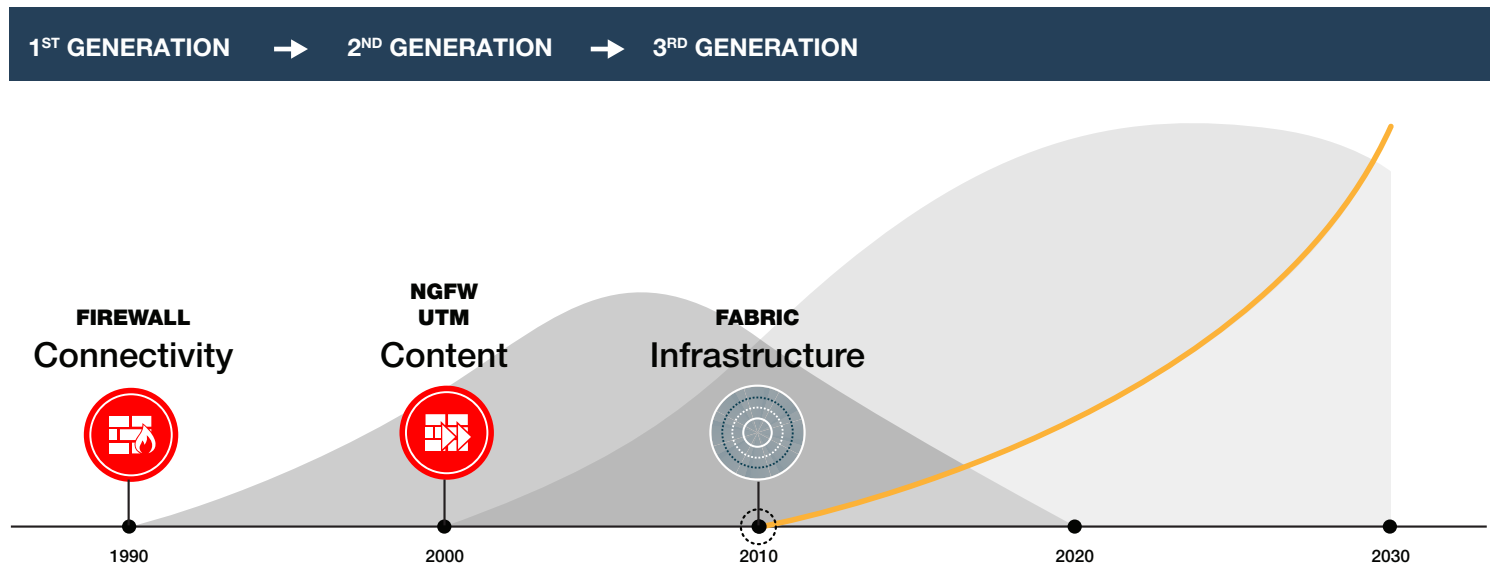 1ST GENERATION → 2ND GENERATION → 3RD GENERATION
NGFW
FIREWALL UTM FABRIC
Connectivity Content Infrastructure
1990 2000 2010 2020 2030